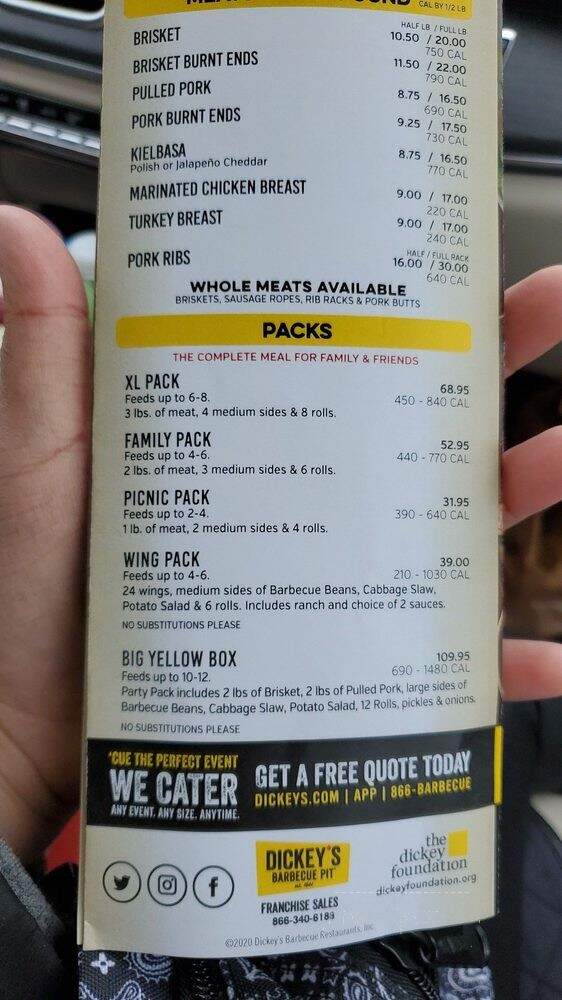 CAL BY 1/2 LB
HALF LB / FULL LB
BRISKET 10.50 / 20.00
750 CAL
BRISKET BURNT ENDS 11.50 / 22.00
790 CAL
PULLED PORK 8.75 / 16.50
690 CAL
PORK BURNT ENDS 9.25 / 17.50
730 CAL
KIELBASA 8.75 / 16.50
Polish or Jalapeño Cheddar 770 CAL
MARINATED CHICKEN BREAST 9.00 / 17.00
220 CAL
TURKEY BREAST 9.00 / 17.00
240 CAL
HALF / FULL RACK
PORK RIBS 16.00 / 30.00
640 CAL
WHOLE MEATS AVAILABLE
BRISKETS, SAUSAGE ROPES, RIB RACKS & PORK BUTTS
PACKS
THE COMPLETE MEAL FOR FAMILY & FRIENDS
XL PACK 68.95
Feeds up to 6-8. 450 - 840 CAL
3 lbs. of meat, 4 medium sides & 8 rolls.
FAMILY PACK 52.95
Feeds up to 4-6. 440 - 770 CAL
2 lbs. of meat, 3 medium sides & 6 rolls.
PICNIC PACK 31.95
Feeds up to 2-4. 390 - 640 CAL
1 lb. of meat, 2 medium sides & 4 rolls.
WING PACK 39.00
Feeds up to 4-6. 210 - 1030 CAL
24 wings, medium sides of Barbecue Beans, Cabbage Slaw,
Potato Salad & 6 rolls. Includes ranch and choice of 2 sauces.
NO SUBSTITUTIONS PLEASE
BIG YELLOW BOX 109.95
Feeds up to 10-12. 690 - 1480 CAL
Party Pack includes 2 lbs of Brisket, 2 lbs of Pulled Pork, large sides of
Barbecue Beans, Cabbage Slaw, Potato Salad, 12 Rolls, pickles & onions.
NO SUBSTITUTIONS PLEASE
'CUE THE PERFECT EVENT
WE CATER
ANY EVENT. ANY SIZE. ANYTIME.
GET A FREE QUOTE TODAY
DICKEYS.COM | APP | 866-BARBECUE
DICKEY'S
BARBECUE PIT
FRANCHISE SALES
866-340-6188
the
dickey
foundation
dickeyfoundation.org
©2020 Dickey's Barbecue Restaurants, Inc.